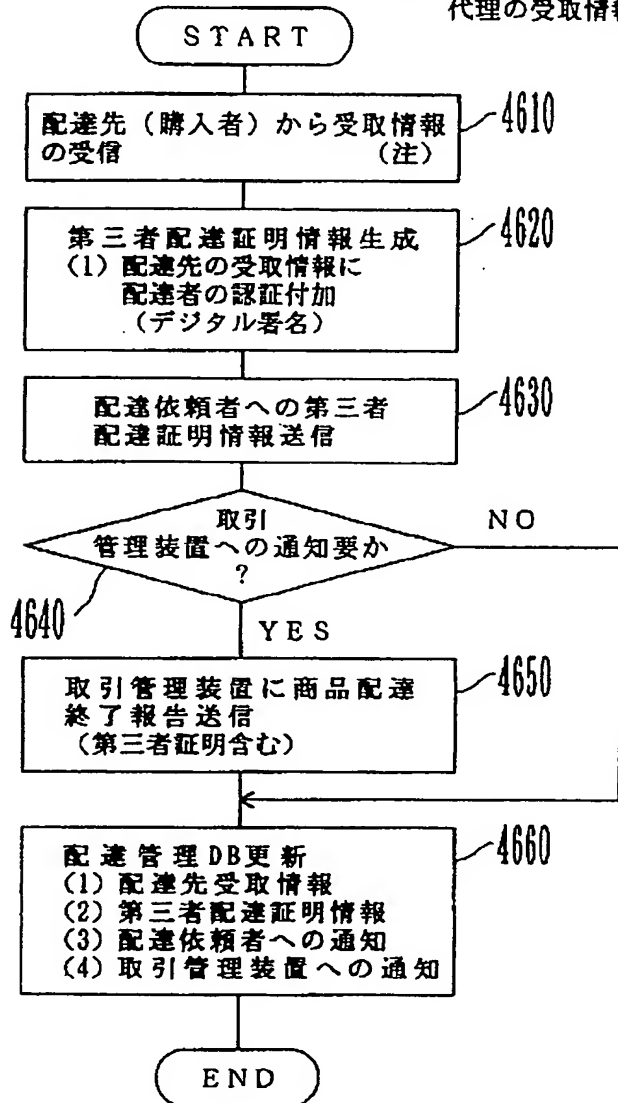 代理の受取情報
START
配達先（購入者）から受取情報
の受信 （注）
4610
第三者配達証明情報生成
(1) 配達先の受取情報に
配達者の認証付加
（デジタル署名）
4620
配達依頼者への第三者
配達証明情報送信
4630
取引
管理装置への通知要か
?
NO
4640
YES
取引管理装置に商品配達
終了報告送信
（第三者証明含む）
4650
配達管理DB更新
(1) 配達先受取情報
(2) 第三者配達証明情報
(3) 配達依頼者への通知
(4) 取引管理装置への通知
4660
END